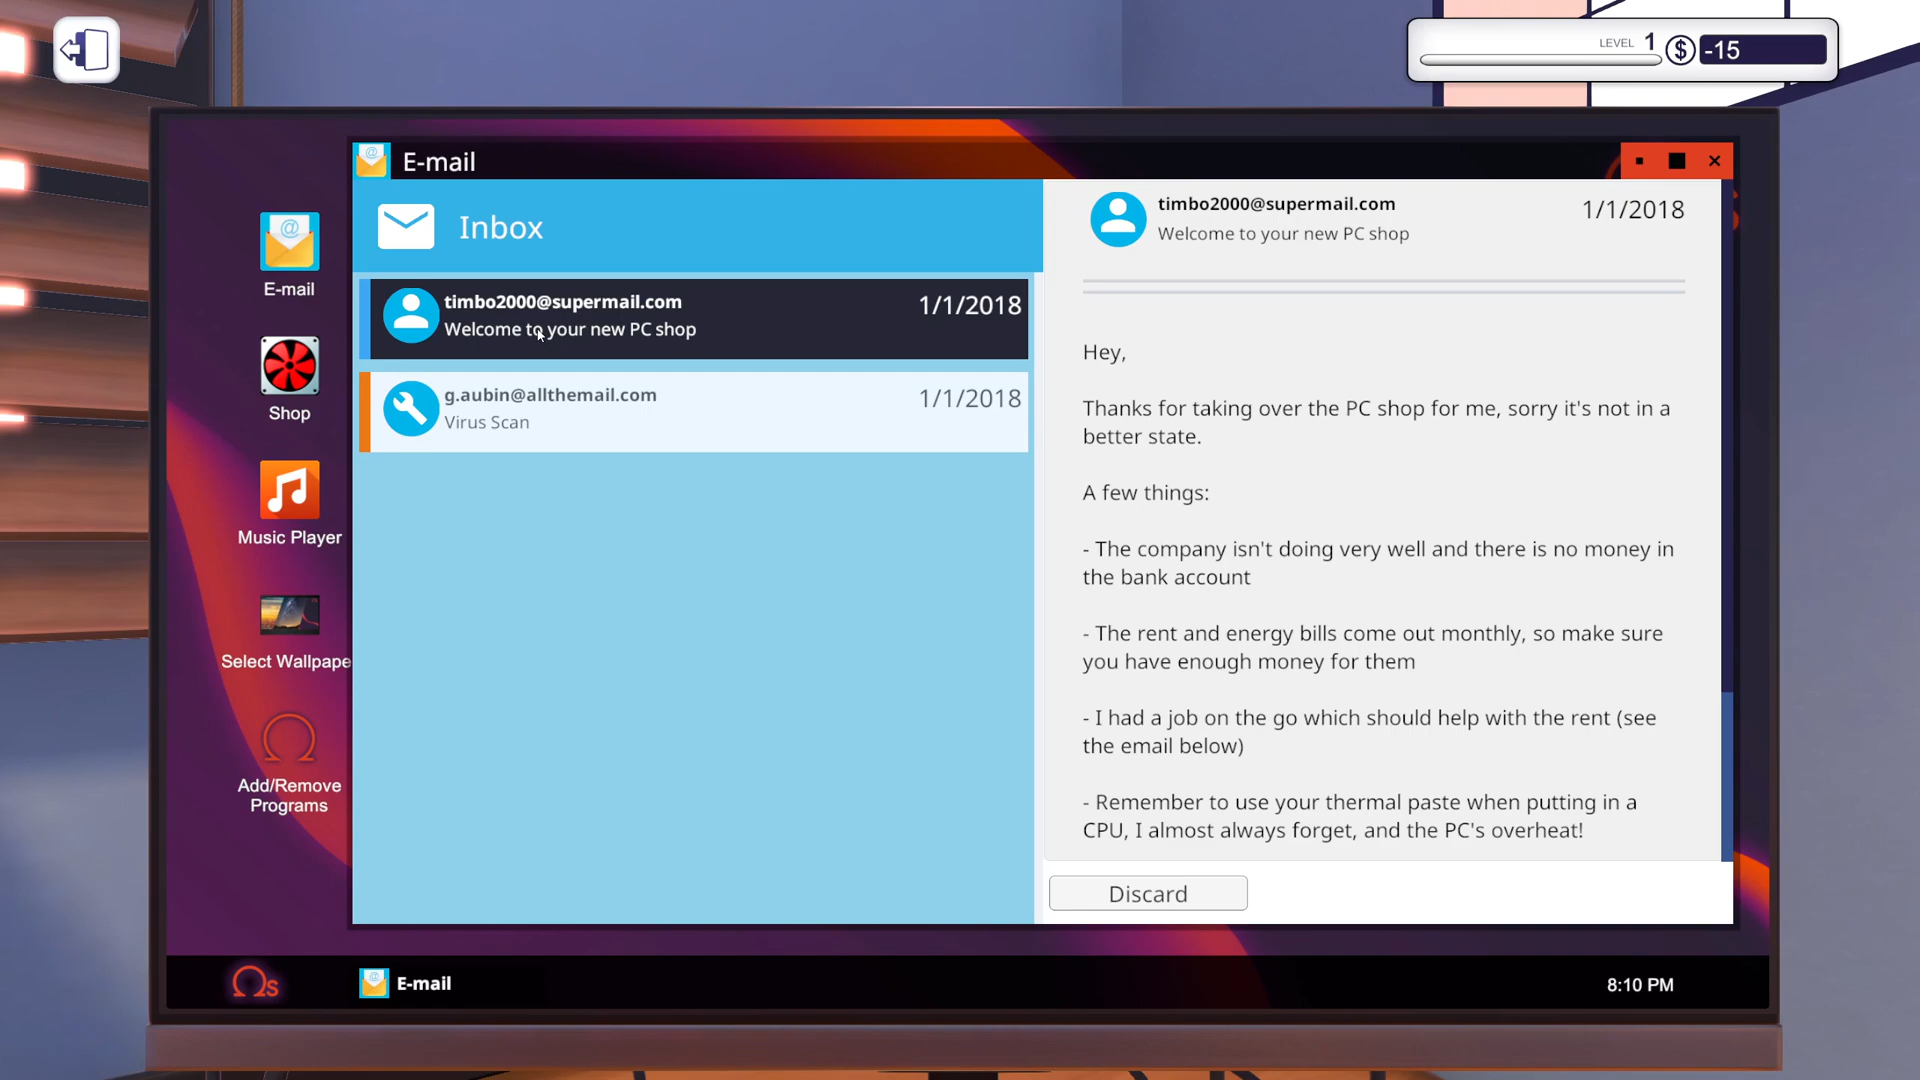 LEVEL 1 $ -15
E-mail
Inbox
timbo2000@supermail.com 1/1/2018
Welcome to your new PC shop
g.aubin@allthemail.com 1/1/2018
Virus Scan
timbo2000@supermail.com 1/1/2018
Welcome to your new PC shop
Hey,
Thanks for taking over the PC shop for me, sorry it's not in a
better state.
A few things:
- The company isn't doing very well and there is no money in
the bank account
- The rent and energy bills come out monthly, so make sure
you have enough money for them
- I had a job on the go which should help with the rent (see
the email below)
- Remember to use your thermal paste when putting in a
CPU, I almost always forget, and the PC's overheat!
Discard
E-mail
Shop
Music Player
Select Wallpape
Add/Remove
Programs
Ωs
E-mail
8:10 PM